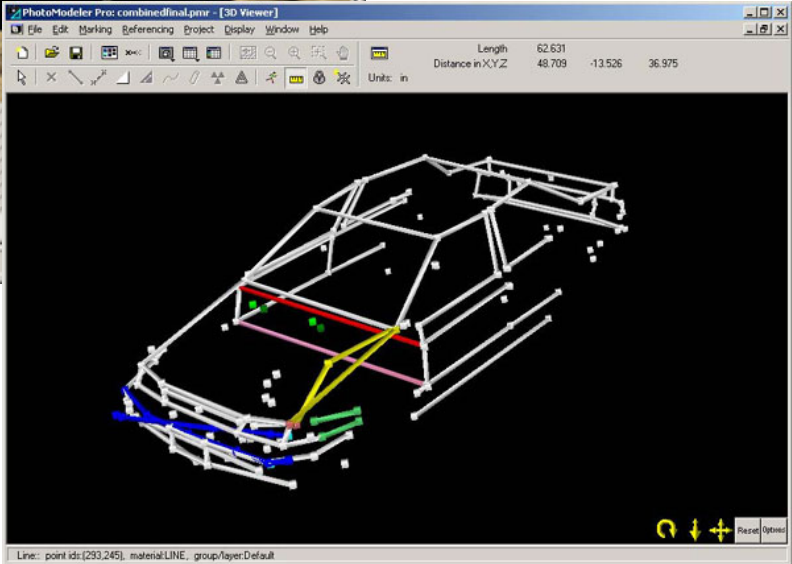 PhotoModeler Pro: combinedfinal.pmr - [3D Viewer]
File Edit Marking Referencing Project Display Window Help
Length 62.631
Distance in X,Y,Z 48.709 -13.526 36.975
Units: in
Reset Options
Line:: point ids:(293,245), material:LINE, group/layer:Default